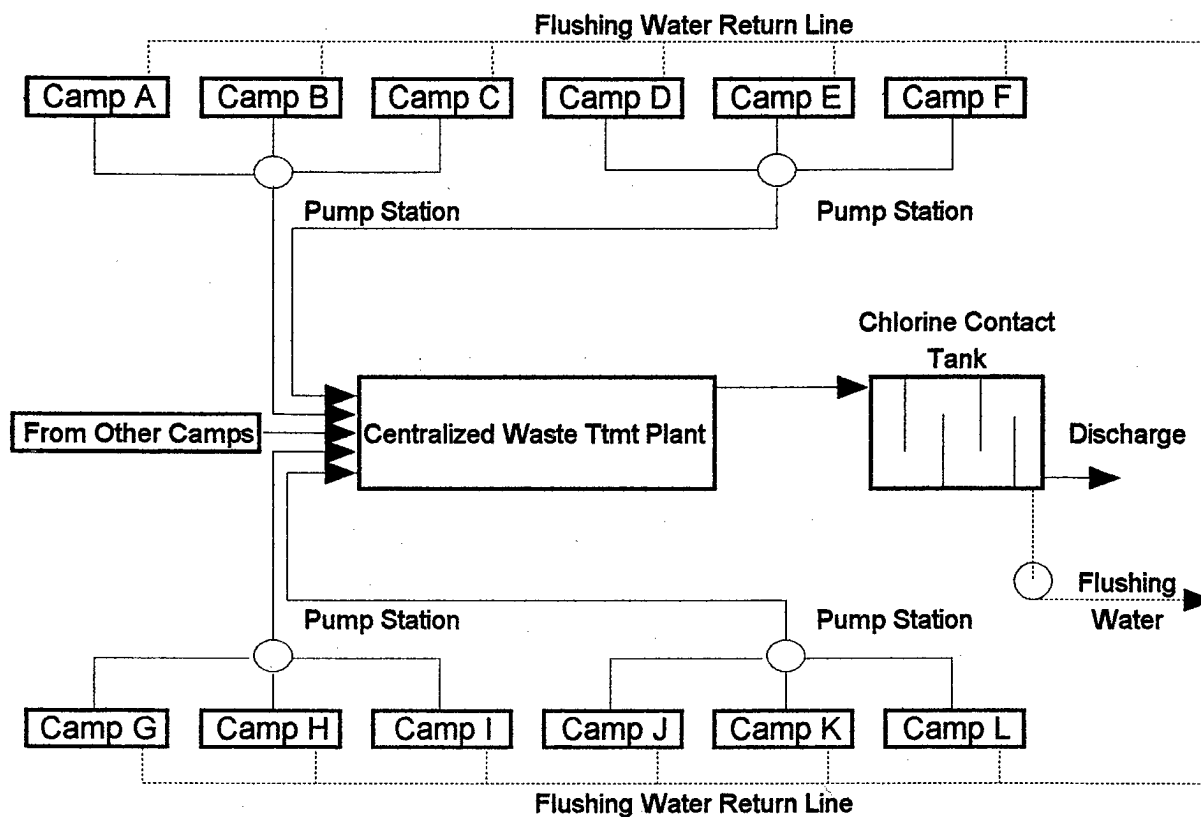 Flushing Water Return Line
Camp A
Camp B
Camp C
Camp D
Camp E
Camp F
Pump Station
Pump Station
Chlorine Contact
Tank
From Other Camps
Centralized Waste Ttmt Plant
Discharge
Flushing
Water
Pump Station
Pump Station
Camp G
Camp H
Camp I
Camp J
Camp K
Camp L
Flushing Water Return Line